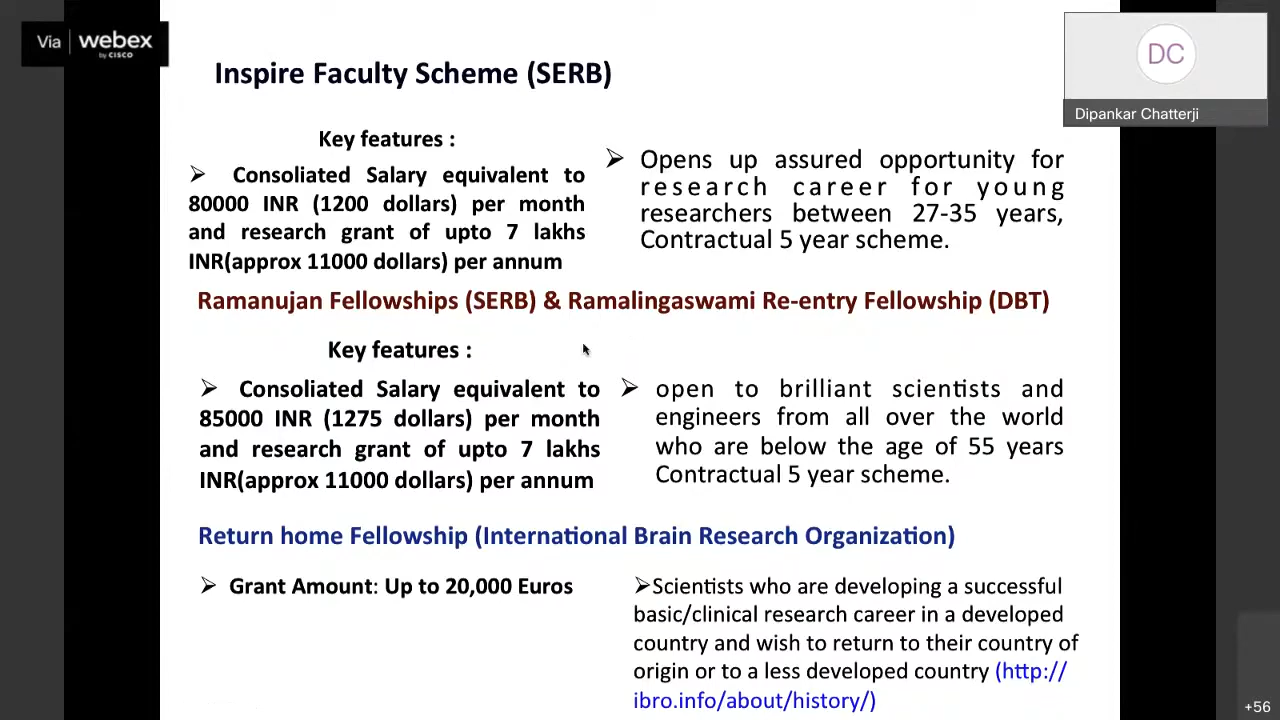 Via webex
by CISCO
Inspire Faculty Scheme (SERB)
DC
Dipankar Chatterji
Key features :
➢ Consoliated Salary equivalent to
80000 INR (1200 dollars) per month
and research grant of upto 7 lakhs
INR(approx 11000 dollars) per annum
➢ Opens up assured opportunity for
research career for young
researchers between 27-35 years,
Contractual 5 year scheme.
Ramanujan Fellowships (SERB) & Ramalingaswami Re-entry Fellowship (DBT)
Key features :
➢ Consoliated Salary equivalent to
85000 INR (1275 dollars) per month
and research grant of upto 7 lakhs
INR(approx 11000 dollars) per annum
➢ open to brilliant scientists and
engineers from all over the world
who are below the age of 55 years
Contractual 5 year scheme.
Return home Fellowship (International Brain Research Organization)
➢ Grant Amount: Up to 20,000 Euros
➢Scientists who are developing a successful
basic/clinical research career in a developed
country and wish to return to their country of
origin or to a less developed country (http://
ibro.info/about/history/)
+56